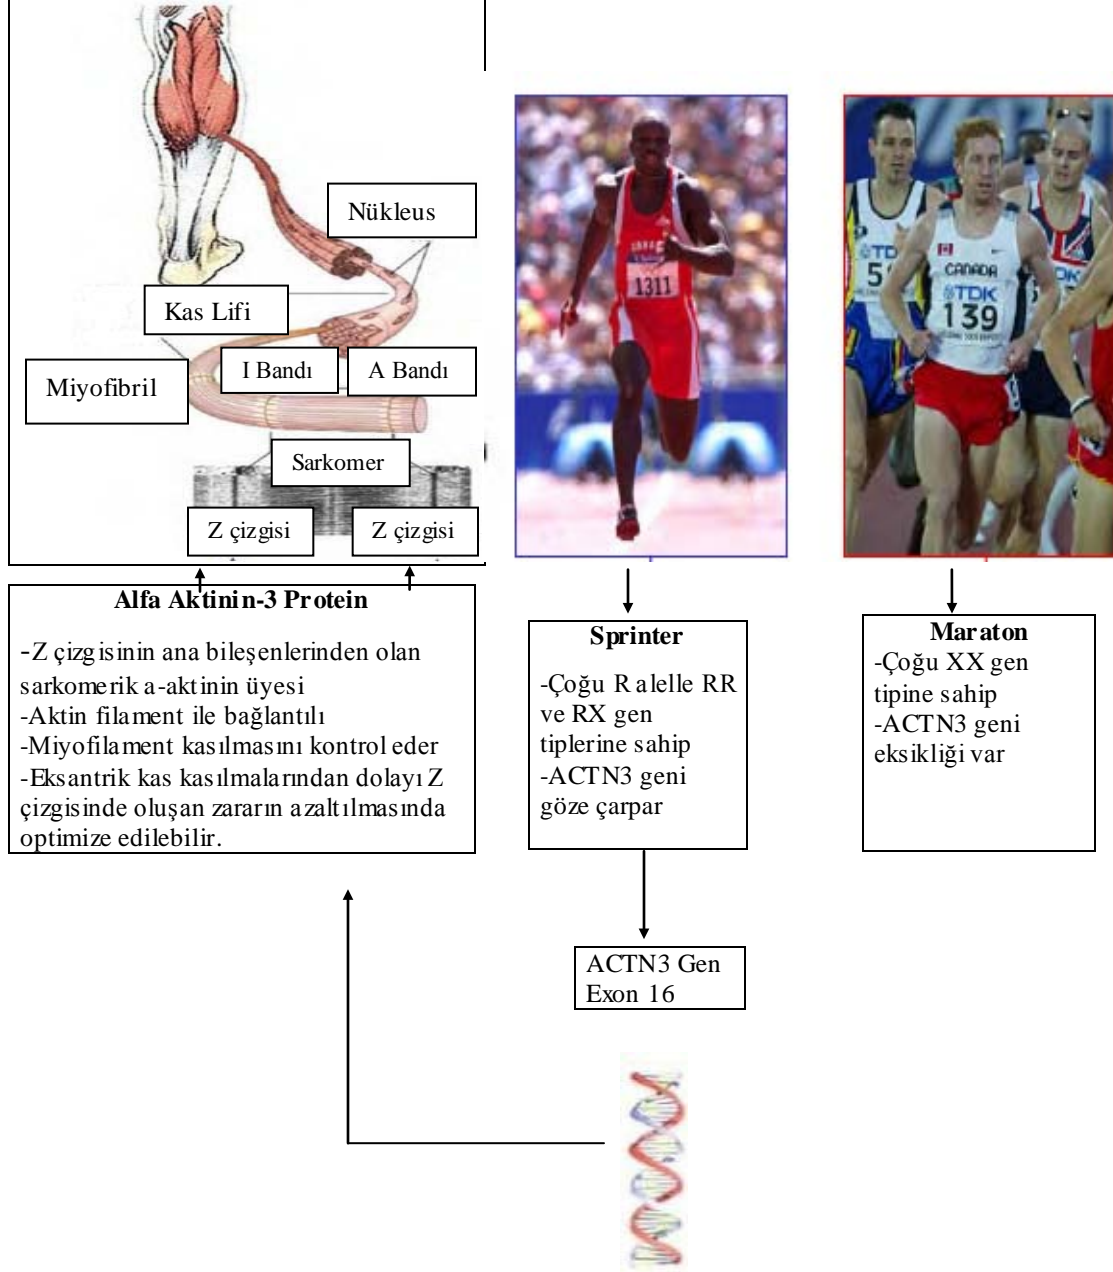 Nükleus
Kas Lifi
I Bandı
A Bandı
Miyofibril
Sarkomer
Z çizgisi
Z çizgisi
1311
TDK
CANADA
TDK
139
Alfa Aktinin-3 Protein
-Z çizgisinin ana bileşenlerinden olan
sarkomerik a-aktinin üyesi
-Aktin filament ile bağlantılı
-Miyofilament kasılmasını kontrol eder
-Eksantrik kas kasılmalarından dolayı Z
çizgisinde oluşan zararın azaltılmasında
optimize edilebilir.
Sprinter
-Çoğu R alelle RR
ve RX gen
tiplerine sahip
-ACTN3 geni
göze çarpar
Maraton
-Çoğu XX gen
tipine sahip
-ACTN3 geni
eksikliği var
ACTN3 Gen
Exon 16